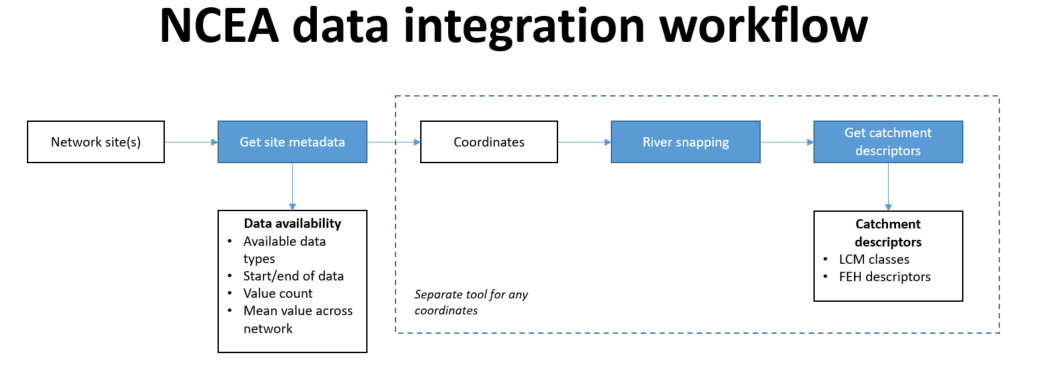 NCEA data integration workflow
Network site(s)
Get site metadata
Coordinates
River snapping
Get catchment
descriptors
Data availability
• Available data
types
• Start/end of data
• Value count
• Mean value across
network
Catchment
descriptors
• LCM classes
• FEH descriptors
Separate tool for any
coordinates